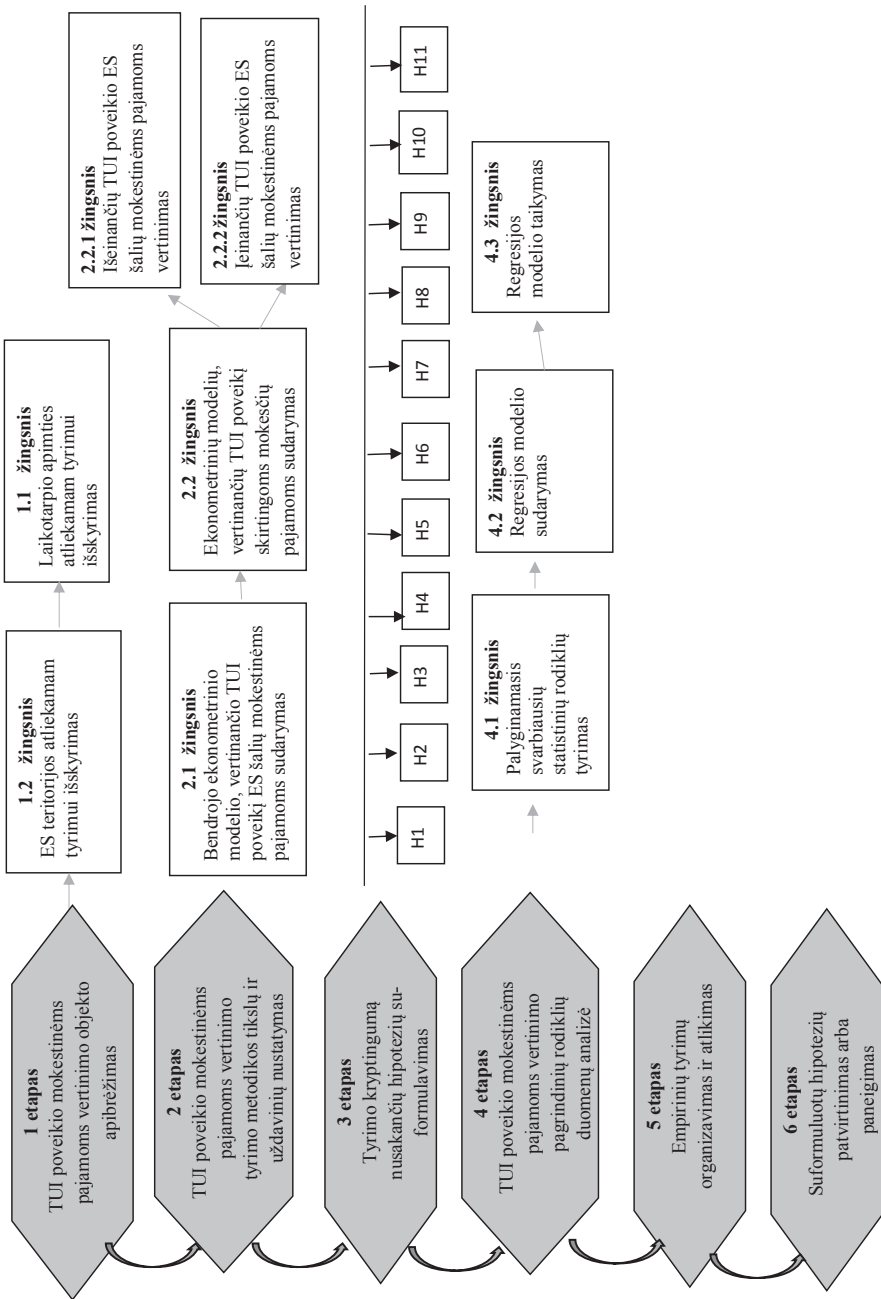 1 etapas
TUI poveikio mokestinėms
pajamoms vertinimo objekto
apibrėžimas
1.2 žingsnis
ES teritorijos atliekamam
tyrimui išskyrimas
1.1 žingsnis
Laikotarpio apimties
atliekamam tyrimui
išskyrimas
2 etapas
TUI poveikio mokestinėms
pajamoms vertinimo
tyrimo metodikos tikslų ir
uždavinių nustatymas
2.1 žingsnis
Bendrojo ekonometrinio
modelio, vertinančio TUI
poveikį ES šalių mokestinėms
pajamoms sudarymas
2.2 žingsnis
Ekonometrinių modelių,
vertinančių TUI poveikį
skirtingoms mokesčių
pajamoms sudarymas
2.2.1 žingsnis
Išeinančių TUI poveikio ES
šalių mokestinėms pajamoms
vertinimas
2.2.2 žingsnis
Įeinančių TUI poveikio ES
šalių mokestinėms pajamoms
vertinimas
3 etapas
Tyrimo kryptingumą
nusakančių hipotezių su-
formulavimas
H1
H2
H3
H4
H5
H6
H7
H8
H9
H10
H11
4 etapas
TUI poveikio mokestinėms
pajamoms vertinimo
pagrindinių rodiklių
duomenų analizė
4.1 žingsnis
Palyginamasis
svarbiausių
statistinių rodiklių
tyrimas
4.2 žingsnis
Regresijos modelio
sudarymas
4.3 žingsnis
Regresijos
modelio taikymas
5 etapas
Empirinių tyrimų
organizavimas ir atlikimas
6 etapas
Suformuluotų hipotezių
patvirtinimas arba
paneigimas